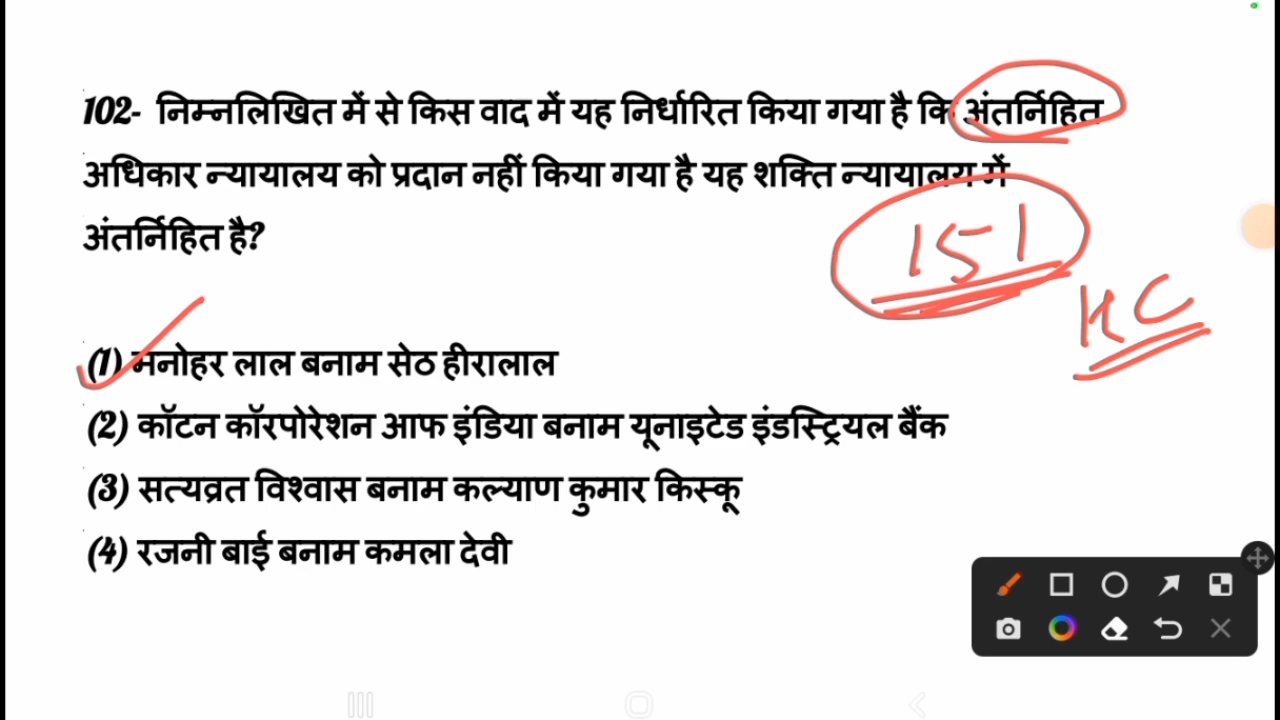 102- निम्नलिखित में से किस वाद में यह निर्धारित किया गया है कि अंतर्निहित
अधिकार न्यायालय को प्रदान नहीं किया गया है यह शक्ति न्यायालय में
अंतर्निहित है?
151
HC
(1) मनोहर लाल बनाम सेठ हीरालाल
(2) कॉटन कॉरपोरेशन आफ इंडिया बनाम यूनाइटेड इंडस्ट्रियल बैंक
(3) सत्यव्रत विश्वास बनाम कल्याण कुमार किस्कू
(4) रजनी बाई बनाम कमला देवी